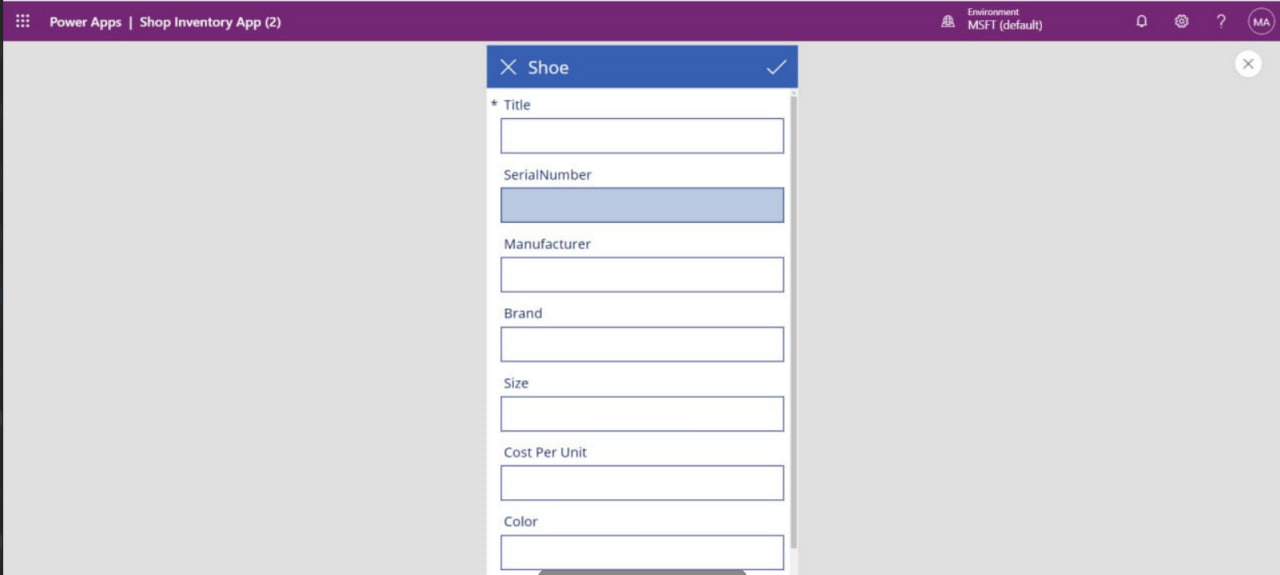 Power Apps | Shop Inventory App (2)
Environment
MSFT (default)
?
MA
Shoe
* Title
SerialNumber
Manufacturer
Brand
Size
Cost Per Unit
Color